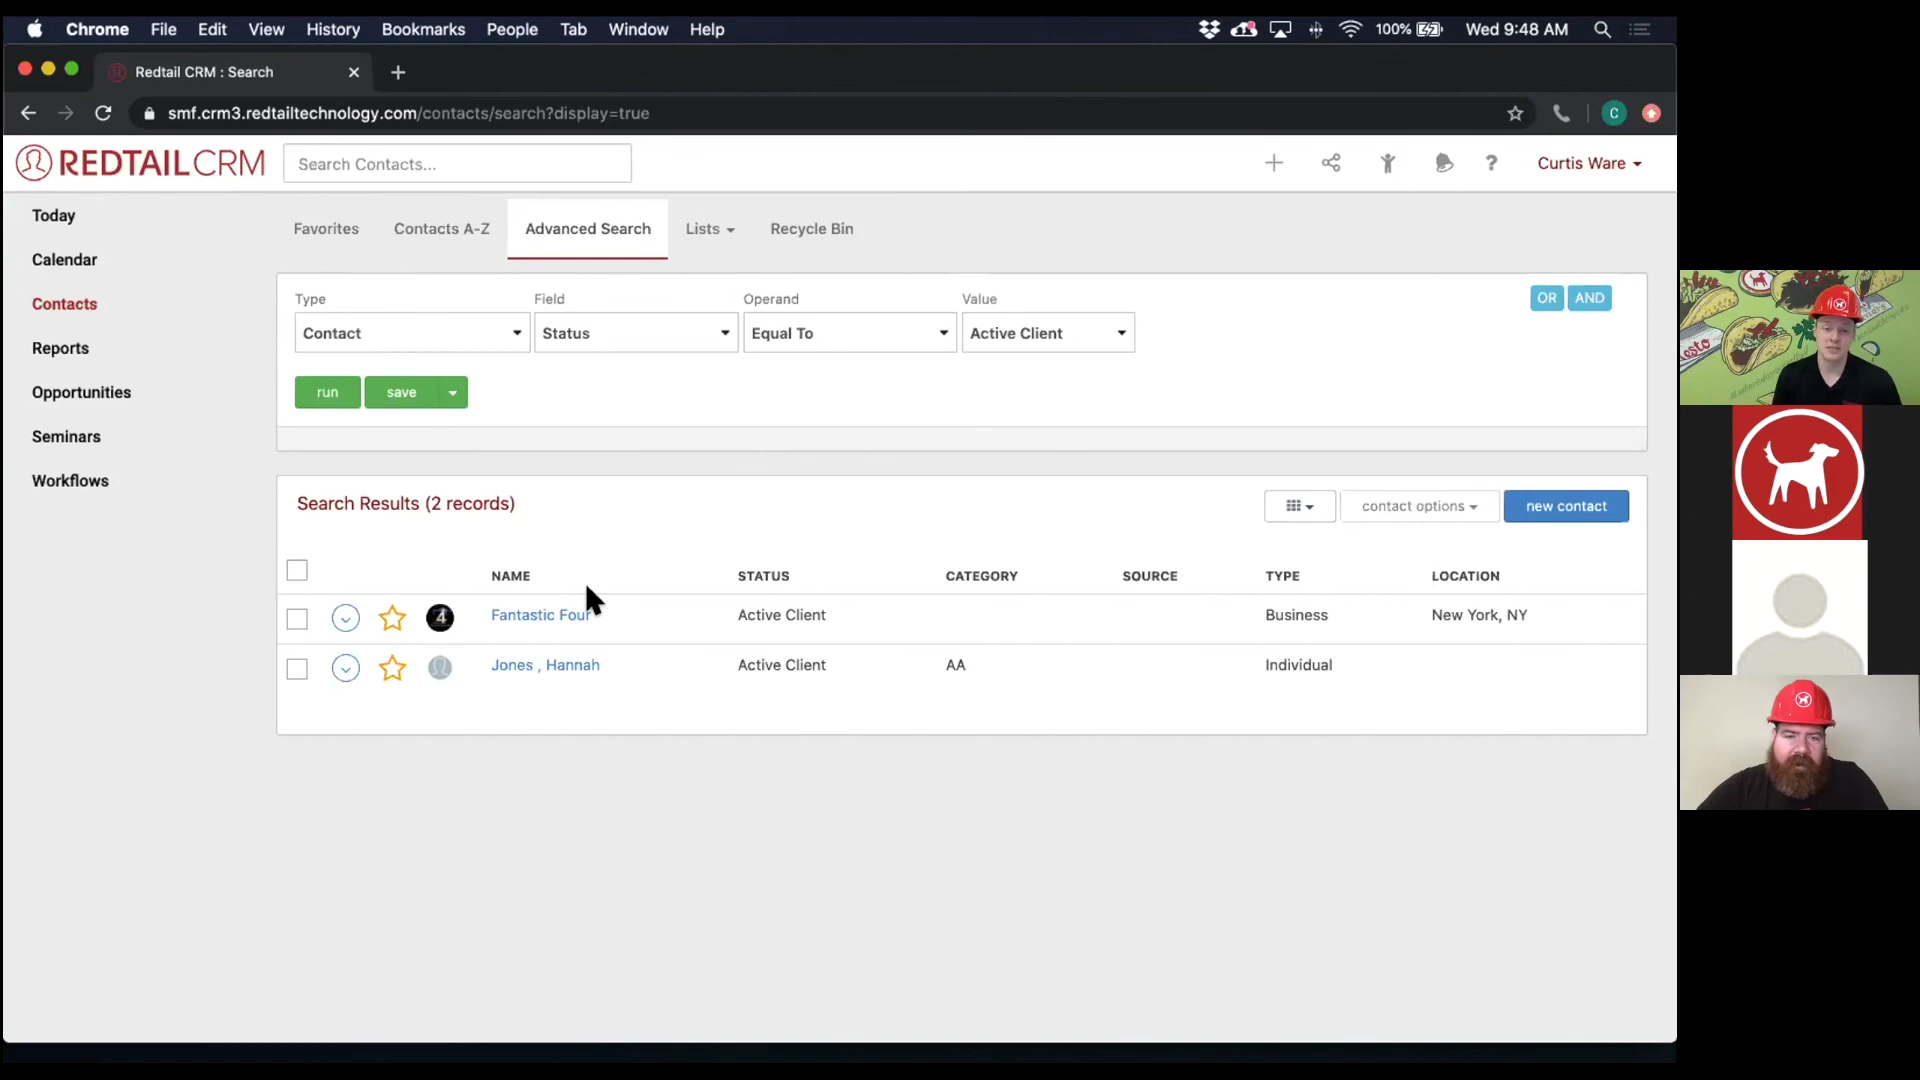 Chrome File Edit View History Bookmarks People Tab Window Help 100% Wed 9:48 AM
Redtail CRM : Search
smf.crm3.redtailtechnology.com/contacts/search?display=true C
REDTAILCRM Search Contacts... ? Curtis Ware
Today
Calendar
Contacts
Reports
Opportunities
Seminars
Workflows
Favorites Contacts A-Z Advanced Search Lists Recycle Bin
Type Field Operand Value OR AND
Contact Status Equal To Active Client
run save
Search Results (2 records) contact options new contact
NAME STATUS CATEGORY SOURCE TYPE LOCATION
4 Fantastic Four Active Client Business New York, NY
Jones , Hannah Active Client AA Individual